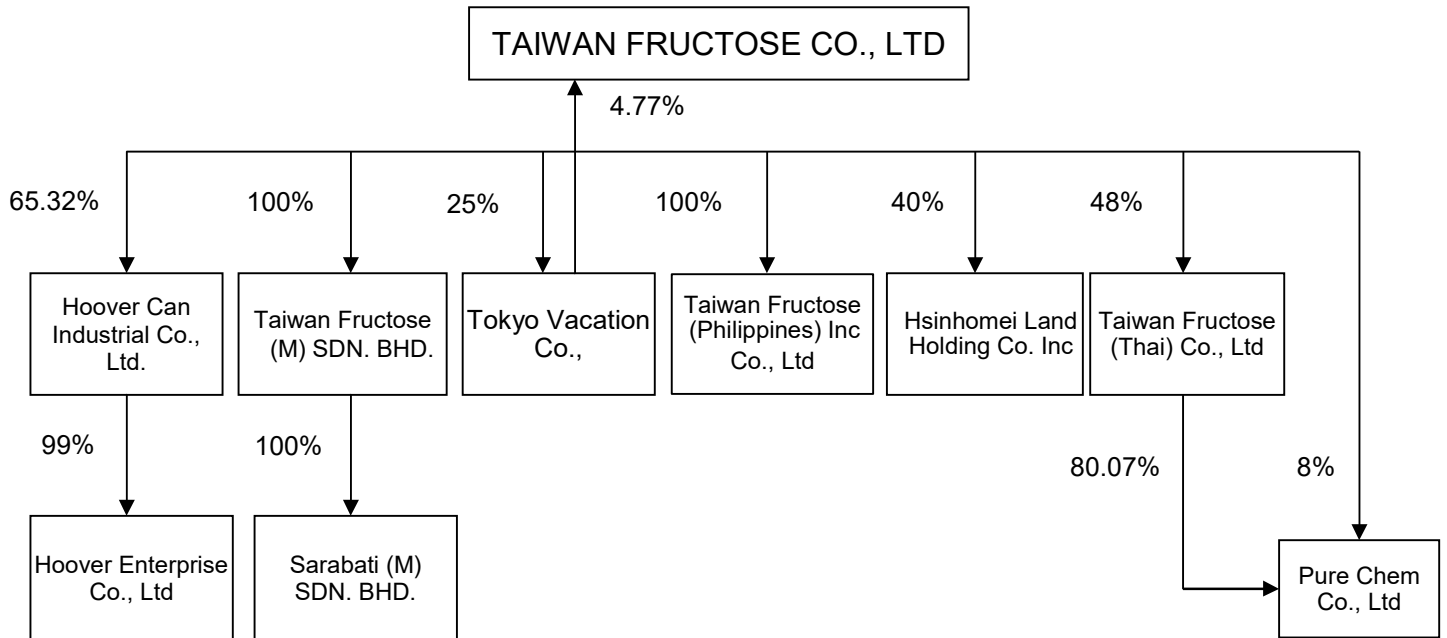 TAIWAN FRUCTOSE CO., LTD
4.77%
65.32%
100%
25%
100%
40%
48%
Hoover Can
Industrial Co.,
Ltd.
Taiwan Fructose
(M) SDN. BHD.
Tokyo Vacation
Co.,
Taiwan Fructose
(Philippines) Inc
Co., Ltd
Hsinhomei Land
Holding Co. Inc
Taiwan Fructose
(Thai) Co., Ltd
99%
100%
80.07%
8%
Hoover Enterprise
Co., Ltd
Sarabati (M)
SDN. BHD.
Pure Chem
Co., Ltd